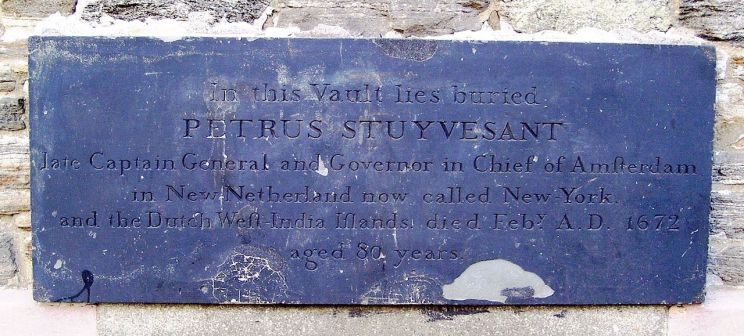 In this Vault lies buried
PETRUS STUYVESANT
late Captain General and Governor in Chief of Amſterdam
in New Netherland now called New-York.
and the Dutch Weſt-India Iſlands. died Febʸ. A.D. 1672
aged 80 years.